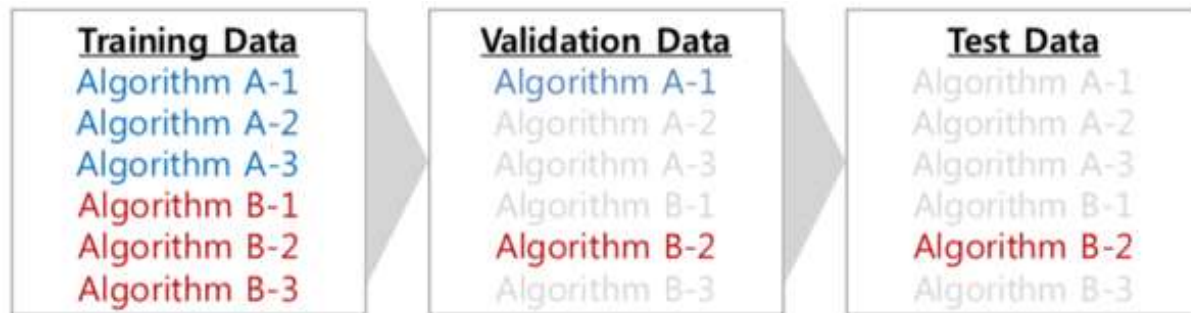 Training Data
Algorithm A-1
Algorithm A-2
Algorithm A-3
Algorithm B-1
Algorithm B-2
Algorithm B-3
Validation Data
Algorithm A-1
Algorithm A-2
Algorithm A-3
Algorithm B-1
Algorithm B-2
Algorithm B-3
Test Data
Algorithm A-1
Algorithm A-2
Algorithm A-3
Algorithm B-1
Algorithm B-2
Algorithm B-3